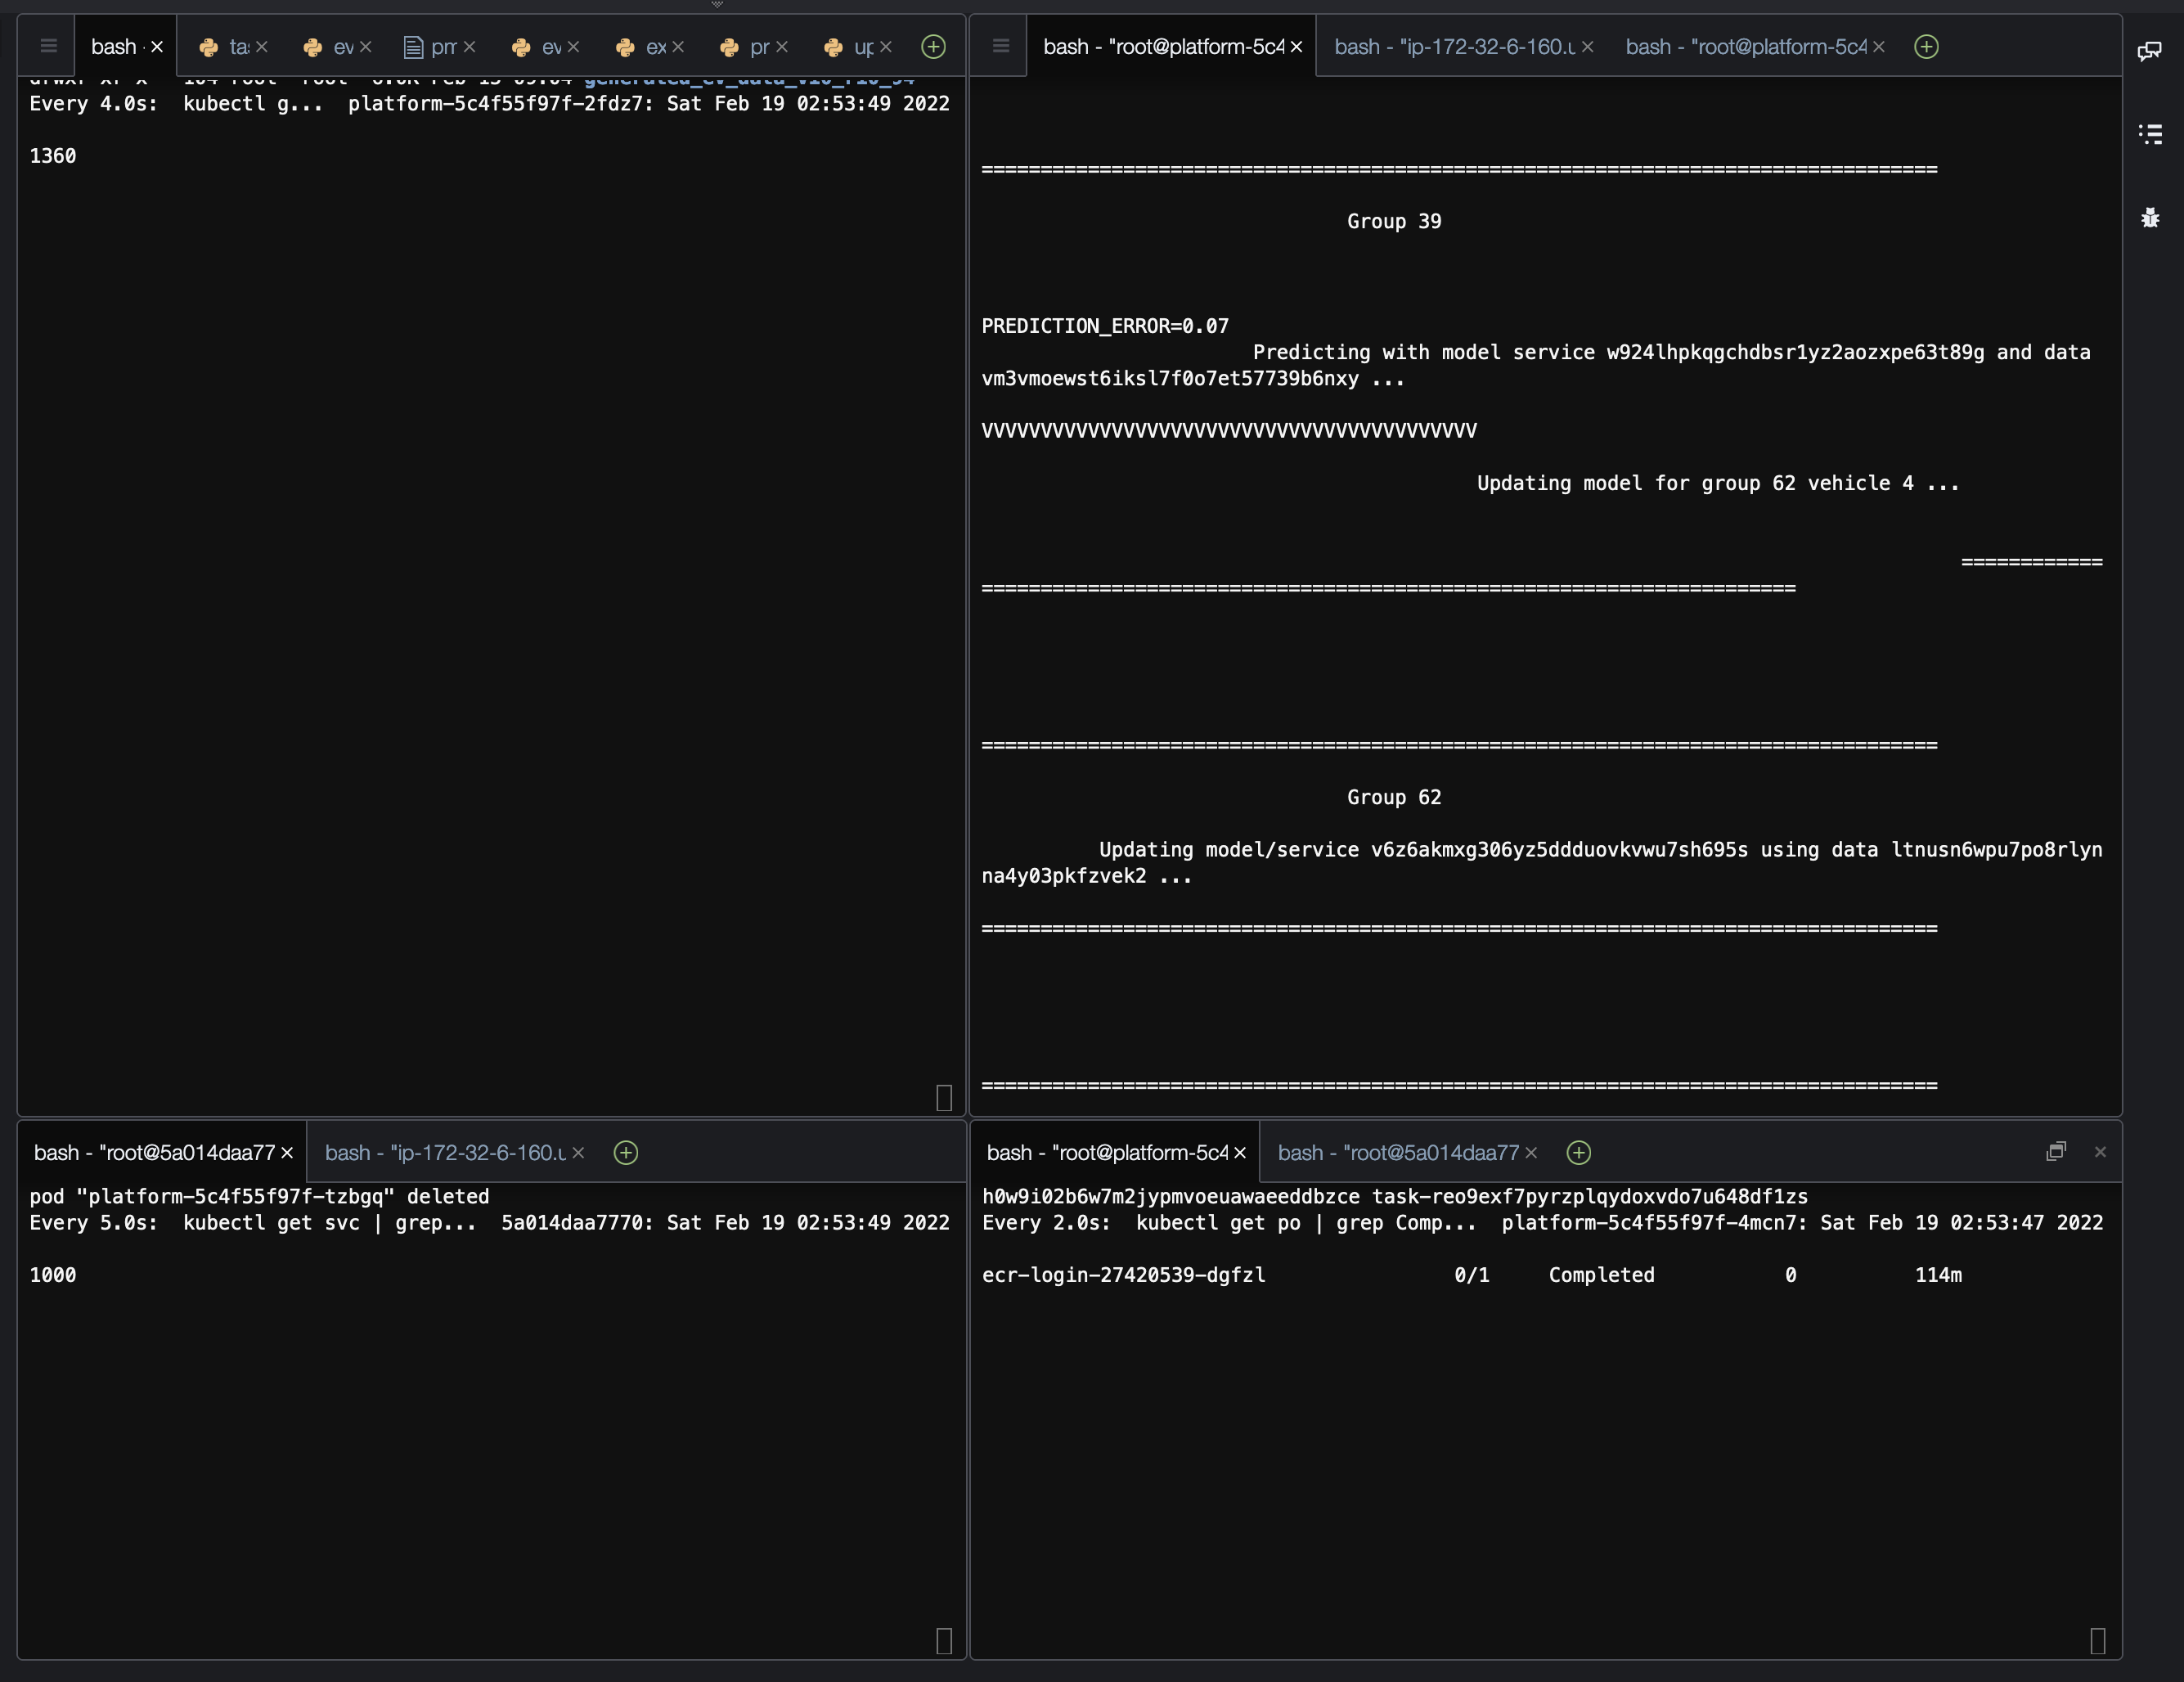 bash
ta
ev
pm
ev
ex
pr
up
generated_ev_data_v10_r10_94
Every 4.0s:  kubectl g...  platform-5c4f55f97f-2fdz7: Sat Feb 19 02:53:49 2022
1360
bash - "root@platform-5c4
bash - "ip-172-32-6-160.u
bash - "root@platform-5c4
=================================================================================
Group 39
PREDICTION_ERROR=0.07
Predicting with model service w924lhpkqgchdbsr1yz2aozxpe63t89g and data
vm3vmoewst6iksl7f0o7et57739b6nxy ...
VVVVVVVVVVVVVVVVVVVVVVVVVVVVVVVVVVVVVVVVVV
Updating model for group 62 vehicle 4 ...
============
=====================================================================
=================================================================================
Group 62
Updating model/service v6z6akmxg306yz5ddduovkvwu7sh695s using data ltnusn6wpu7po8rlyn
na4y03pkfzvek2 ...
=================================================================================
=================================================================================
bash - "root@5a014daa77
bash - "ip-172-32-6-160.u
pod "platform-5c4f55f97f-tzbgq" deleted
Every 5.0s:  kubectl get svc | grep...  5a014daa7770: Sat Feb 19 02:53:49 2022
1000
bash - "root@platform-5c4
bash - "root@5a014daa77
h0w9i02b6w7m2jypmvoeuawaeeddbzce task-reo9exf7pyrzplqydoxvdo7u648df1zs
Every 2.0s:  kubectl get po | grep Comp...  platform-5c4f55f97f-4mcn7: Sat Feb 19 02:53:47 2022
ecr-login-27420539-dgfzl 0/1 Completed 0 114m